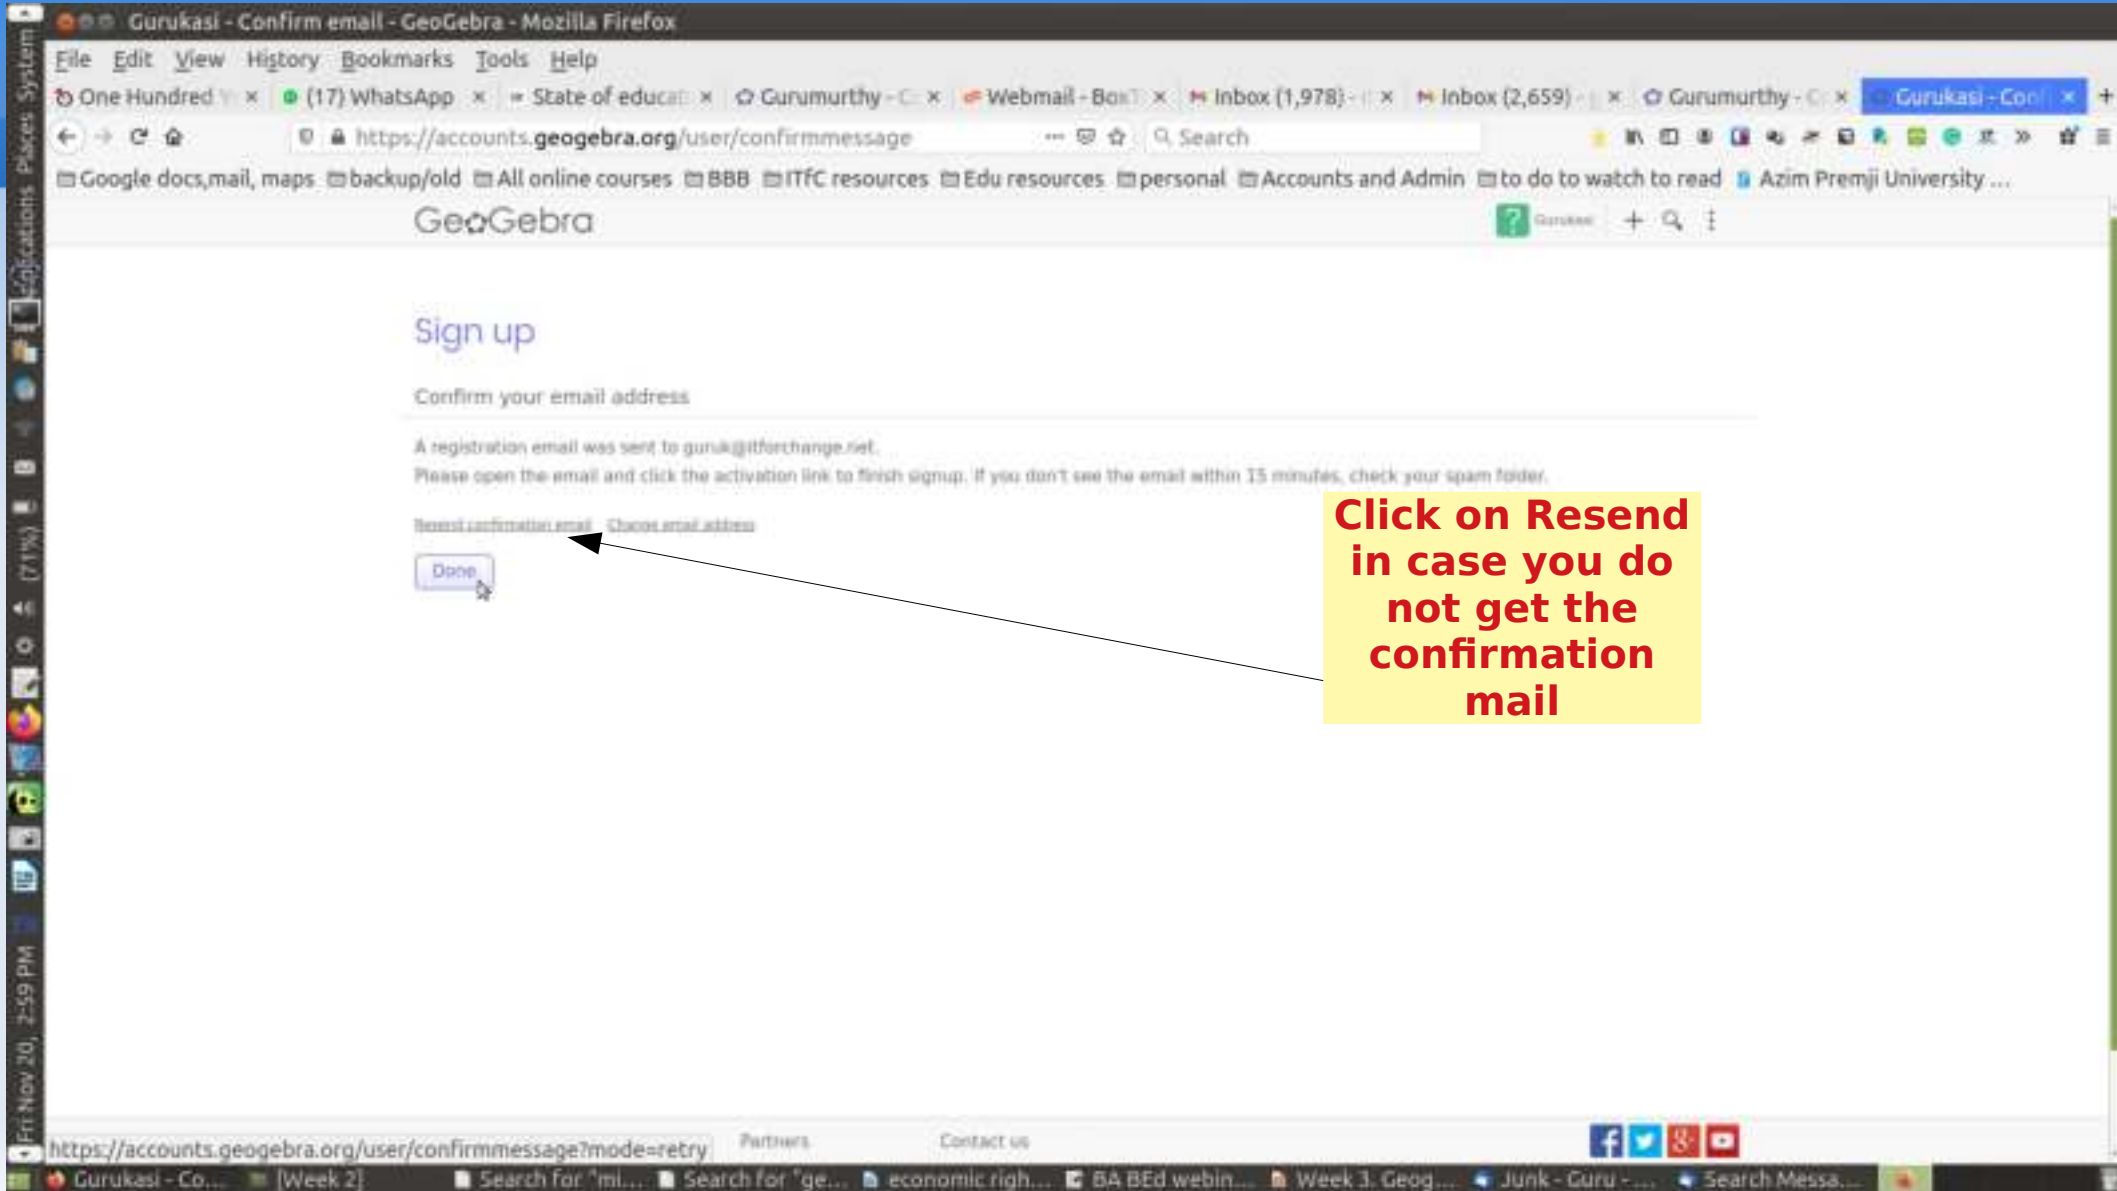 Gurukasi - Confirm email - GeoGebra - Mozilla Firefox
File Edit View History Bookmarks Tools Help
One Hundred (17) WhatsApp State of educat Gurumurthy - Webmail - Box Inbox (1,978) - Inbox (2,659) - Gurumurthy - Gurukasi - Con
https://accounts.geogebra.org/user/confirmmessage Search
Google docs,mail, maps backup/old All online courses BBB ITfC resources Edu resources personal Accounts and Admin to do to watch to read Azim Premji University ...
GeoGebra Gurukasi
Sign up
Confirm your email address
A registration email was sent to guruk@itforchange.net.
Please open the email and click the activation link to finish signup. If you don't see the email within 15 minutes, check your spam folder.
Resend confirmation email Change email address
Done
Click on Resend
in case you do
not get the
confirmation
mail
Partners Contact us
https://accounts.geogebra.org/user/confirmmessage?mode=retry
Gurukasi - Co... [Week 2] Search for "mi... Search for "ge... economic righ... BA BEd webin... Week 3. Geog... Junk - Guru - ... Search Messa...
Applications Places System
(71%)
Fri Nov 20, 2:59 PM